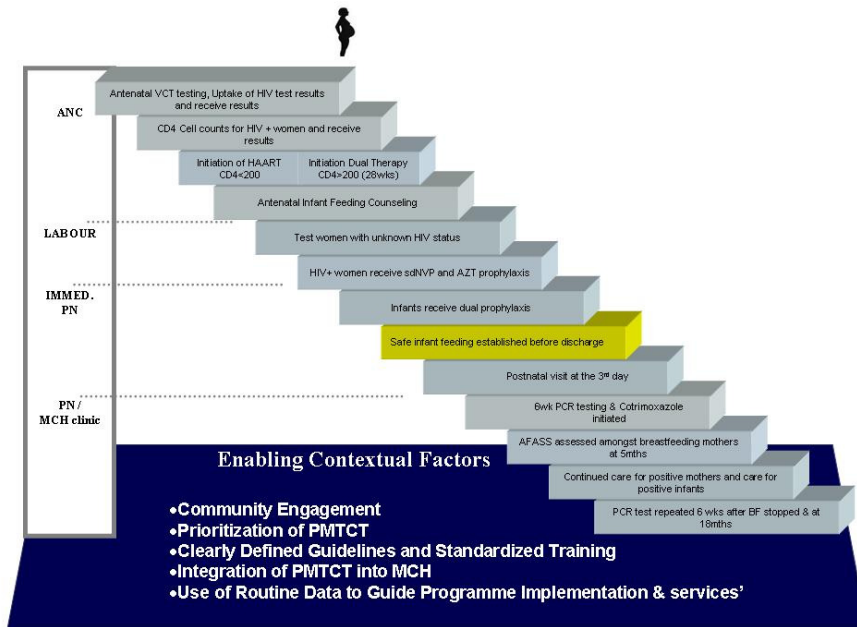 Antenatal VCT testing, Uptake of HIV test results
and receive results
ANC
CD4 Cell counts for HIV + women and receive
results
Initiation of HAART
CD4<200
Initiation Dual Therapy
CD4>200 (28wks)
Antenatal Infant Feeding Counseling
LABOUR
Test women with unknown HIV status
HIV+ women receive sdNVP and AZT prophylaxis
IMMED.
PN
Infants receive dual prophylaxis
Safe infant feeding established before discharge
Postnatal visit at the 3rd day
PN /
MCH clinic
6wk PCR testing & Cotrimoxazole
initiated
AFASS assessed amongst breastfeeding mothers
at 5mths
Continued care for positive mothers and care for
positive infants
PCR test repeated 6 wks after BF stopped & at
18mths
Enabling Contextual Factors
•Community Engagement
•Prioritization of PMTCT
•Clearly Defined Guidelines and Standardized Training
•Integration of PMTCT into MCH
•Use of Routine Data to Guide Programme Implementation & services’